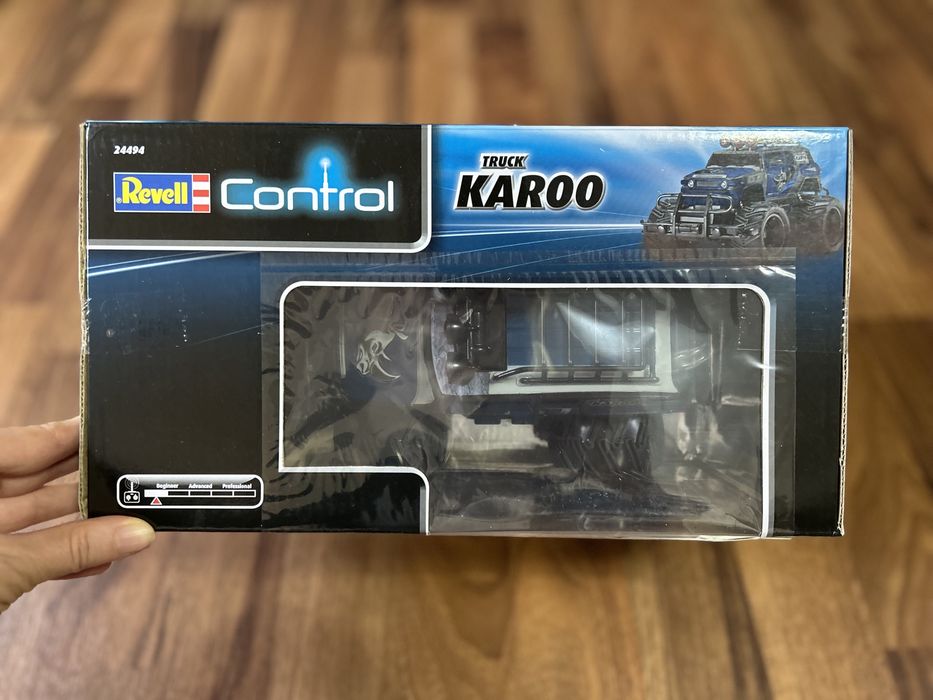 24494
Revell
Control
TRUCK
KAROO
Beginner Advanced Professional